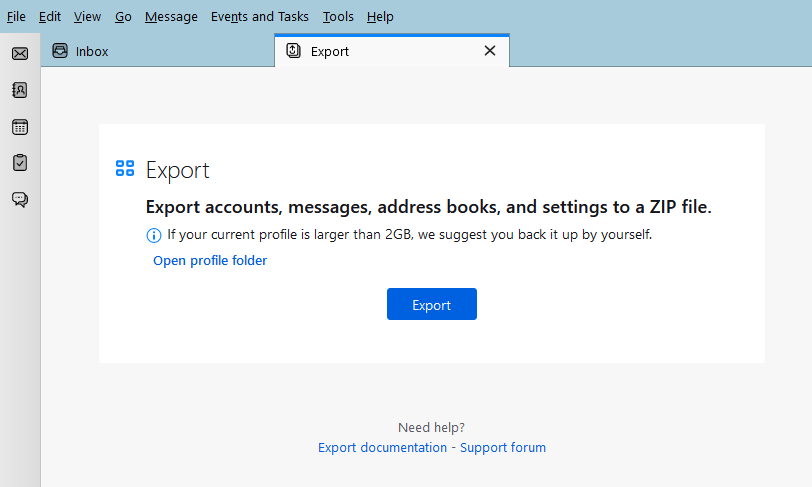 File Edit View Go Message Events and Tasks Tools Help
Inbox Export
Export
Export accounts, messages, address books, and settings to a ZIP file.
If your current profile is larger than 2GB, we suggest you back it up by yourself.
Open profile folder
Export
Need help?
Export documentation - Support forum